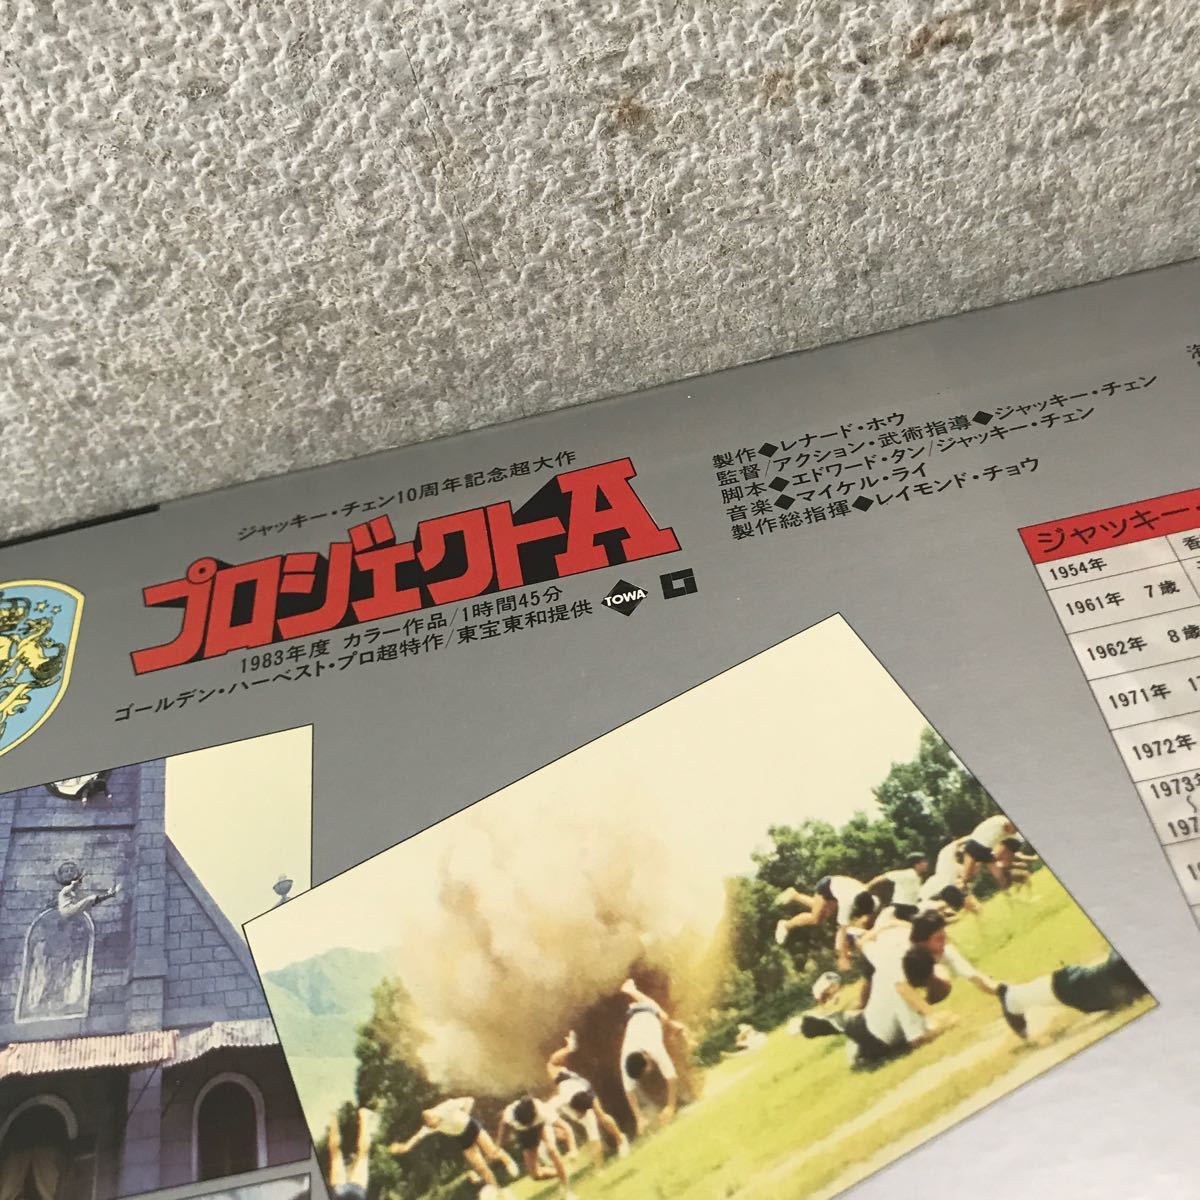 ジャッキー・チェン10周年記念超大作
プロジェクトA
1983年度 カラー作品/1時間45分
ゴールデン・ハーベスト・プロ超特作/東宝東和提供
TOWA
製作◆レナード・ホウ
監督/アクション・武術指導◆ジャッキー・チェン
脚本◆エドワード・タン/ジャッキー・チェン
音楽◆マイケル・ライ
製作総指揮◆レイモンド・チョウ
ジャッキー・
1954年 香
1961年 7歳
1962年 8歳
1971年 17
1972年
1973年
〜
197